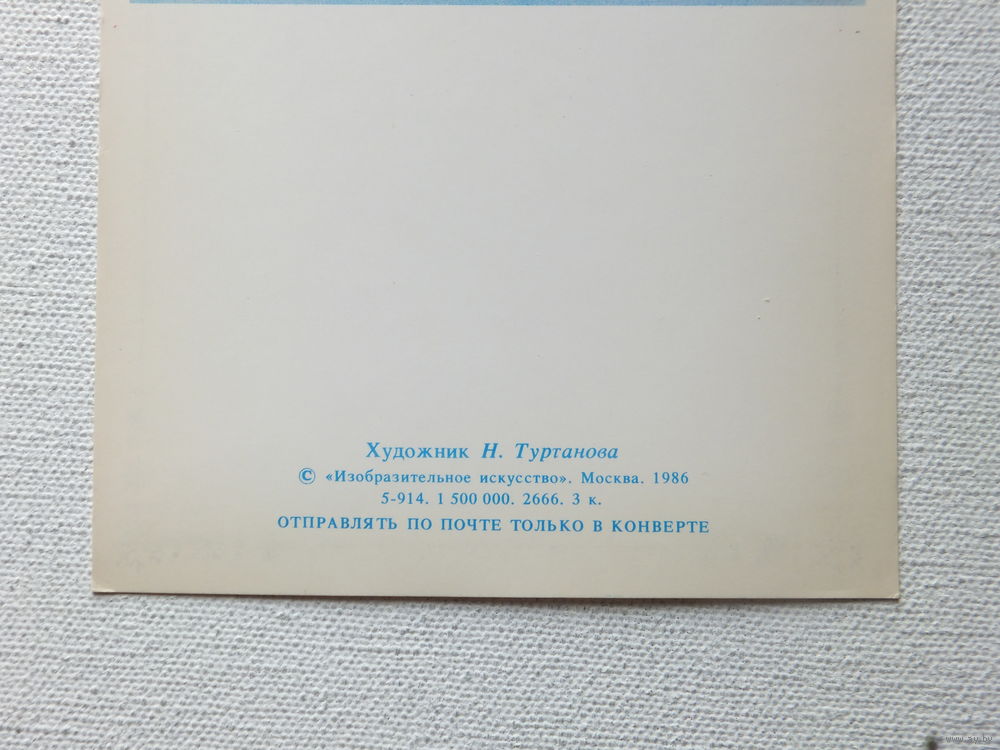 Художник Н. Туртанова
© «Изобразительное искусство». Москва. 1986
5-914. 1 500 000. 2666. 3 к.
ОТПРАВЛЯТЬ ПО ПОЧТЕ ТОЛЬКО В КОНВЕРТЕ